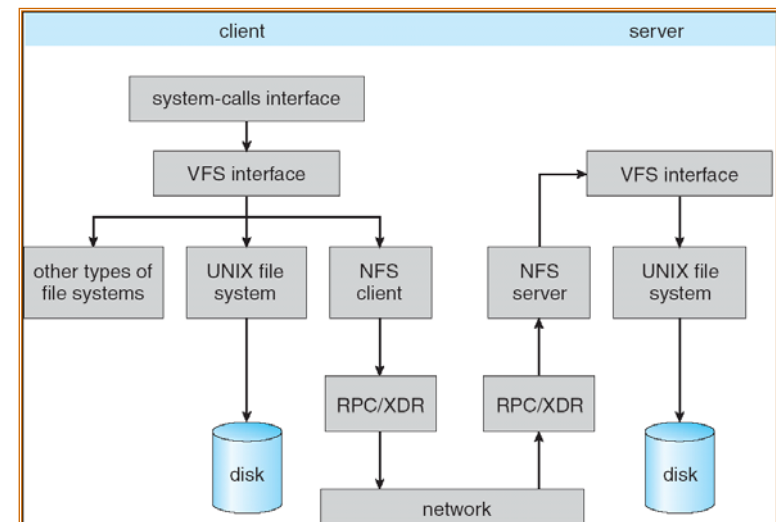 client
server
system-calls interface
VFS interface
VFS interface
other types of
file systems
UNIX file
system
NFS
client
NFS
server
UNIX file
system
RPC/XDR
RPC/XDR
disk
disk
network